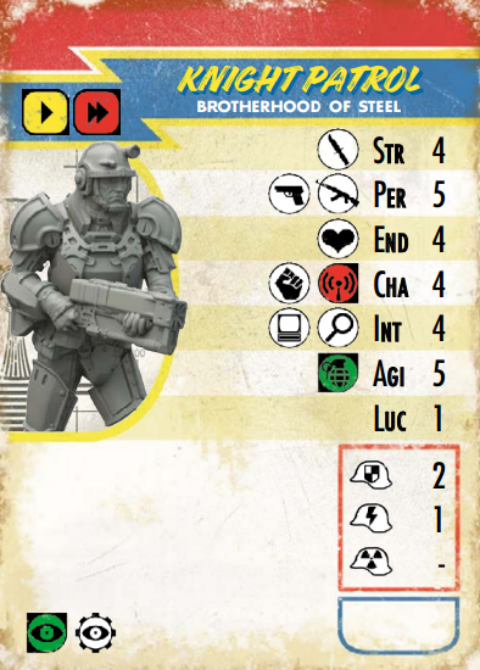 KNIGHT PATROL
BROTHERHOOD OF STEEL
STR 4
PER 5
END 4
CHA 4
INT 4
AGI 5
LUC 1
2
1
-